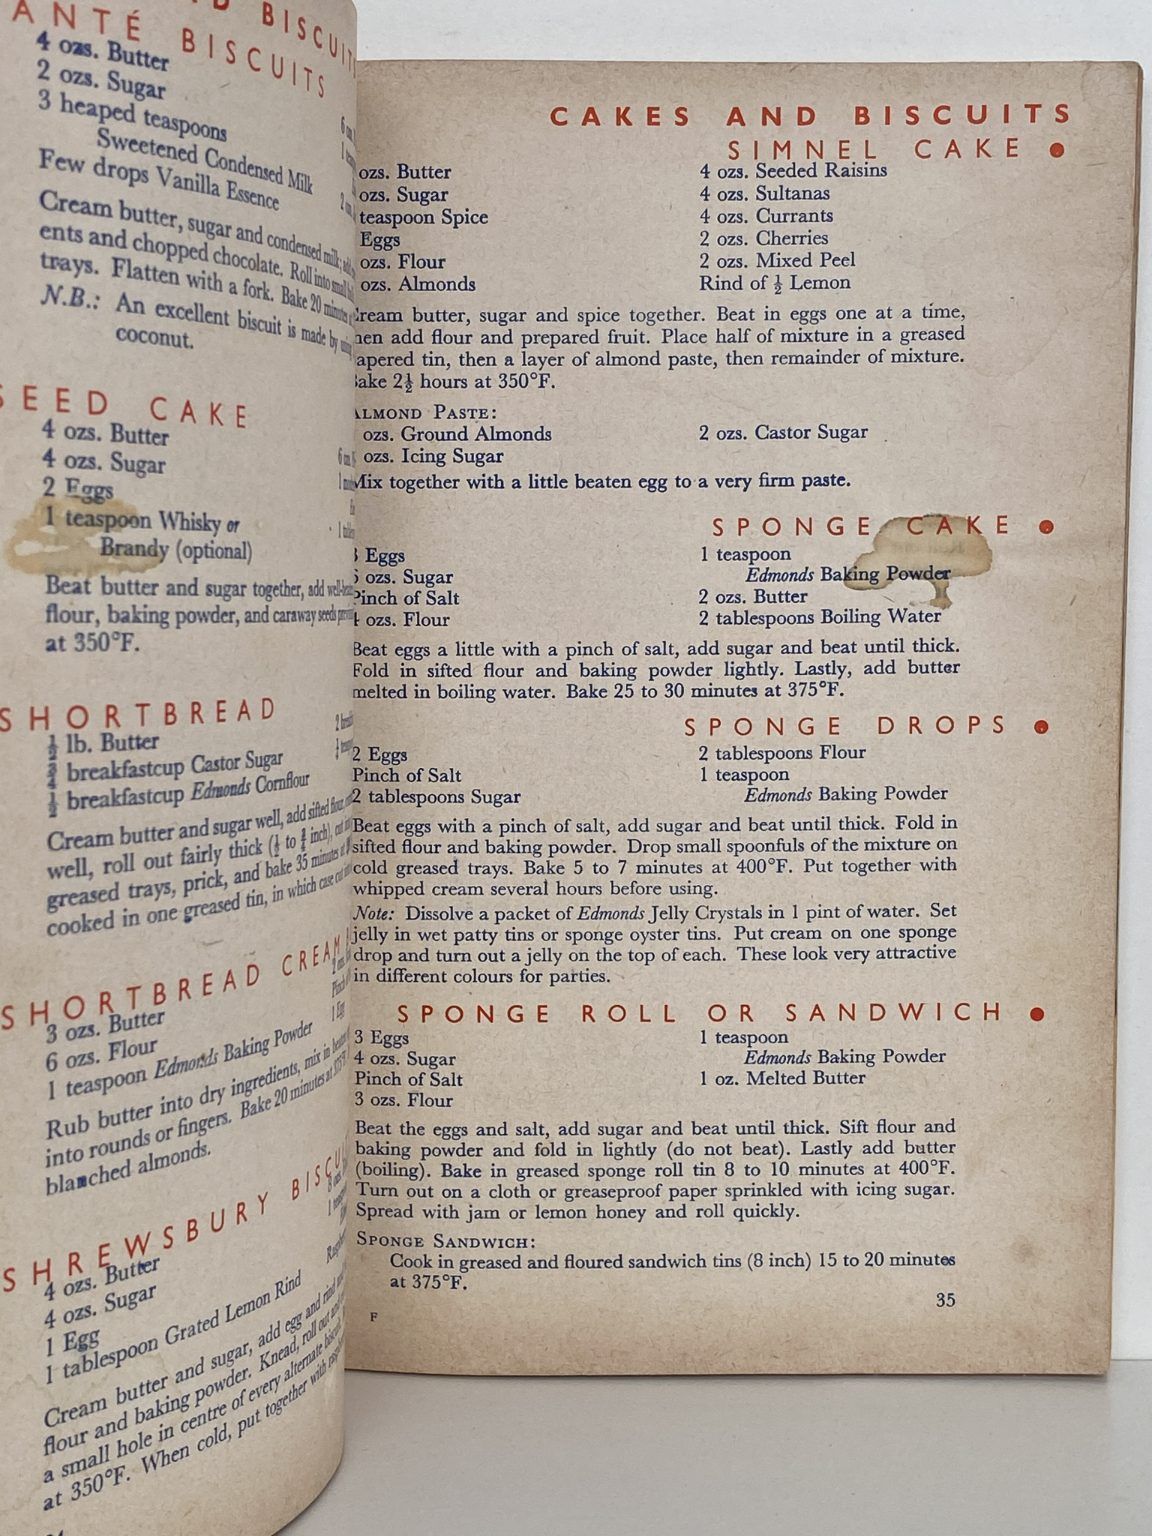 BISCUITS
ANTÉ BISCUITS
4 ozs. Butter
2 ozs. Sugar
3 heaped teaspoons
Sweetened Condensed Milk
Few drops Vanilla Essence
Cream butter, sugar and condensed milk;
ents and chopped chocolate. Roll into small
trays. Flatten with a fork. Bake 20 minutes
N.B.: An excellent biscuit is made by using
coconut.
SEED CAKE
4 ozs. Butter
4 ozs. Sugar
2 Eggs
1 teaspoon Whisky or
Brandy (optional)
Beat butter and sugar together, add well-
flour, baking powder, and caraway seeds
at 350°F.
SHORTBREAD
½ lb. Butter
¾ breakfastcup Castor Sugar
½ breakfastcup Edmonds Cornflour
Cream butter and sugar well, add sifted flour,
well, roll out fairly thick (½ to ¾ inch), cut
greased trays, prick, and bake 35 minutes at
cooked in one greased tin, in which case cut
SHORTBREAD CREAM
3 ozs. Butter
6 ozs. Flour
1 teaspoon Edmonds Baking Powder
1 Egg
Rub butter into dry ingredients, mix in
into rounds or fingers. Bake 20 minutes at
blanched almonds.
SHREWSBURY BISCU
4 ozs. Butter
4 ozs. Sugar
1 Egg
1 tablespoon Grated Lemon Rind
Cream butter and sugar, add egg and rind
flour and baking powder. Knead, roll out
a small hole in centre of every alternate
at 350°F. When cold, put together with
CAKES AND BISCUITS
SIMNEL CAKE ●
ozs. Butter 4 ozs. Seeded Raisins
ozs. Sugar 4 ozs. Sultanas
teaspoon Spice 4 ozs. Currants
Eggs 2 ozs. Cherries
ozs. Flour 2 ozs. Mixed Peel
ozs. Almonds Rind of ½ Lemon
Cream butter, sugar and spice together. Beat in eggs one at a time,
hen add flour and prepared fruit. Place half of mixture in a greased
apered tin, then a layer of almond paste, then remainder of mixture.
Bake 2½ hours at 350°F.
ALMOND PASTE:
ozs. Ground Almonds 2 ozs. Castor Sugar
ozs. Icing Sugar
Mix together with a little beaten egg to a very firm paste.
SPONGE CAKE ●
3 Eggs 1 teaspoon
Edmonds Baking Powder
ozs. Sugar
Pinch of Salt 2 ozs. Butter
4 ozs. Flour 2 tablespoons Boiling Water
Beat eggs a little with a pinch of salt, add sugar and beat until thick.
Fold in sifted flour and baking powder lightly. Lastly, add butter
melted in boiling water. Bake 25 to 30 minutes at 375°F.
SPONGE DROPS ●
2 Eggs 2 tablespoons Flour
Pinch of Salt 1 teaspoon
2 tablespoons Sugar Edmonds Baking Powder
Beat eggs with a pinch of salt, add sugar and beat until thick. Fold in
sifted flour and baking powder. Drop small spoonfuls of the mixture on
cold greased trays. Bake 5 to 7 minutes at 400°F. Put together with
whipped cream several hours before using.
Note: Dissolve a packet of Edmonds Jelly Crystals in 1 pint of water. Set
jelly in wet patty tins or sponge oyster tins. Put cream on one sponge
drop and turn out a jelly on the top of each. These look very attractive
in different colours for parties.
SPONGE ROLL OR SANDWICH ●
3 Eggs 1 teaspoon
4 ozs. Sugar Edmonds Baking Powder
Pinch of Salt 1 oz. Melted Butter
3 ozs. Flour
Beat the eggs and salt, add sugar and beat until thick. Sift flour and
baking powder and fold in lightly (do not beat). Lastly add butter
(boiling). Bake in greased sponge roll tin 8 to 10 minutes at 400°F.
Turn out on a cloth or greaseproof paper sprinkled with icing sugar.
Spread with jam or lemon honey and roll quickly.
SPONGE SANDWICH:
Cook in greased and floured sandwich tins (8 inch) 15 to 20 minutes
at 375°F.
35
F